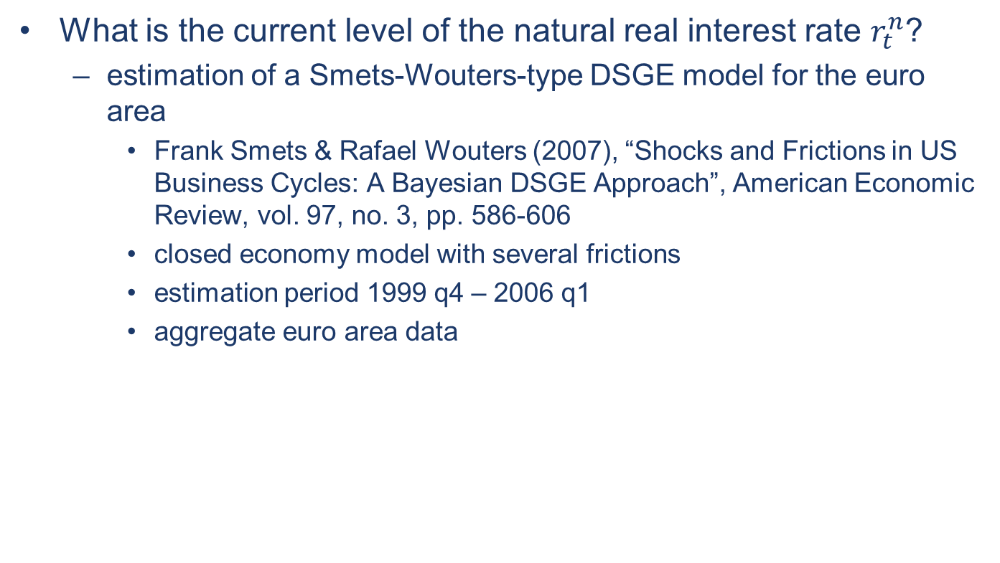 • What is the current level of the natural real interest rate $r_t^n$?
– estimation of a Smets-Wouters-type DSGE model for the euro
area
• Frank Smets & Rafael Wouters (2007), “Shocks and Frictions in US
Business Cycles: A Bayesian DSGE Approach”, American Economic
Review, vol. 97, no. 3, pp. 586-606
• closed economy model with several frictions
• estimation period 1999 q4 – 2006 q1
• aggregate euro area data